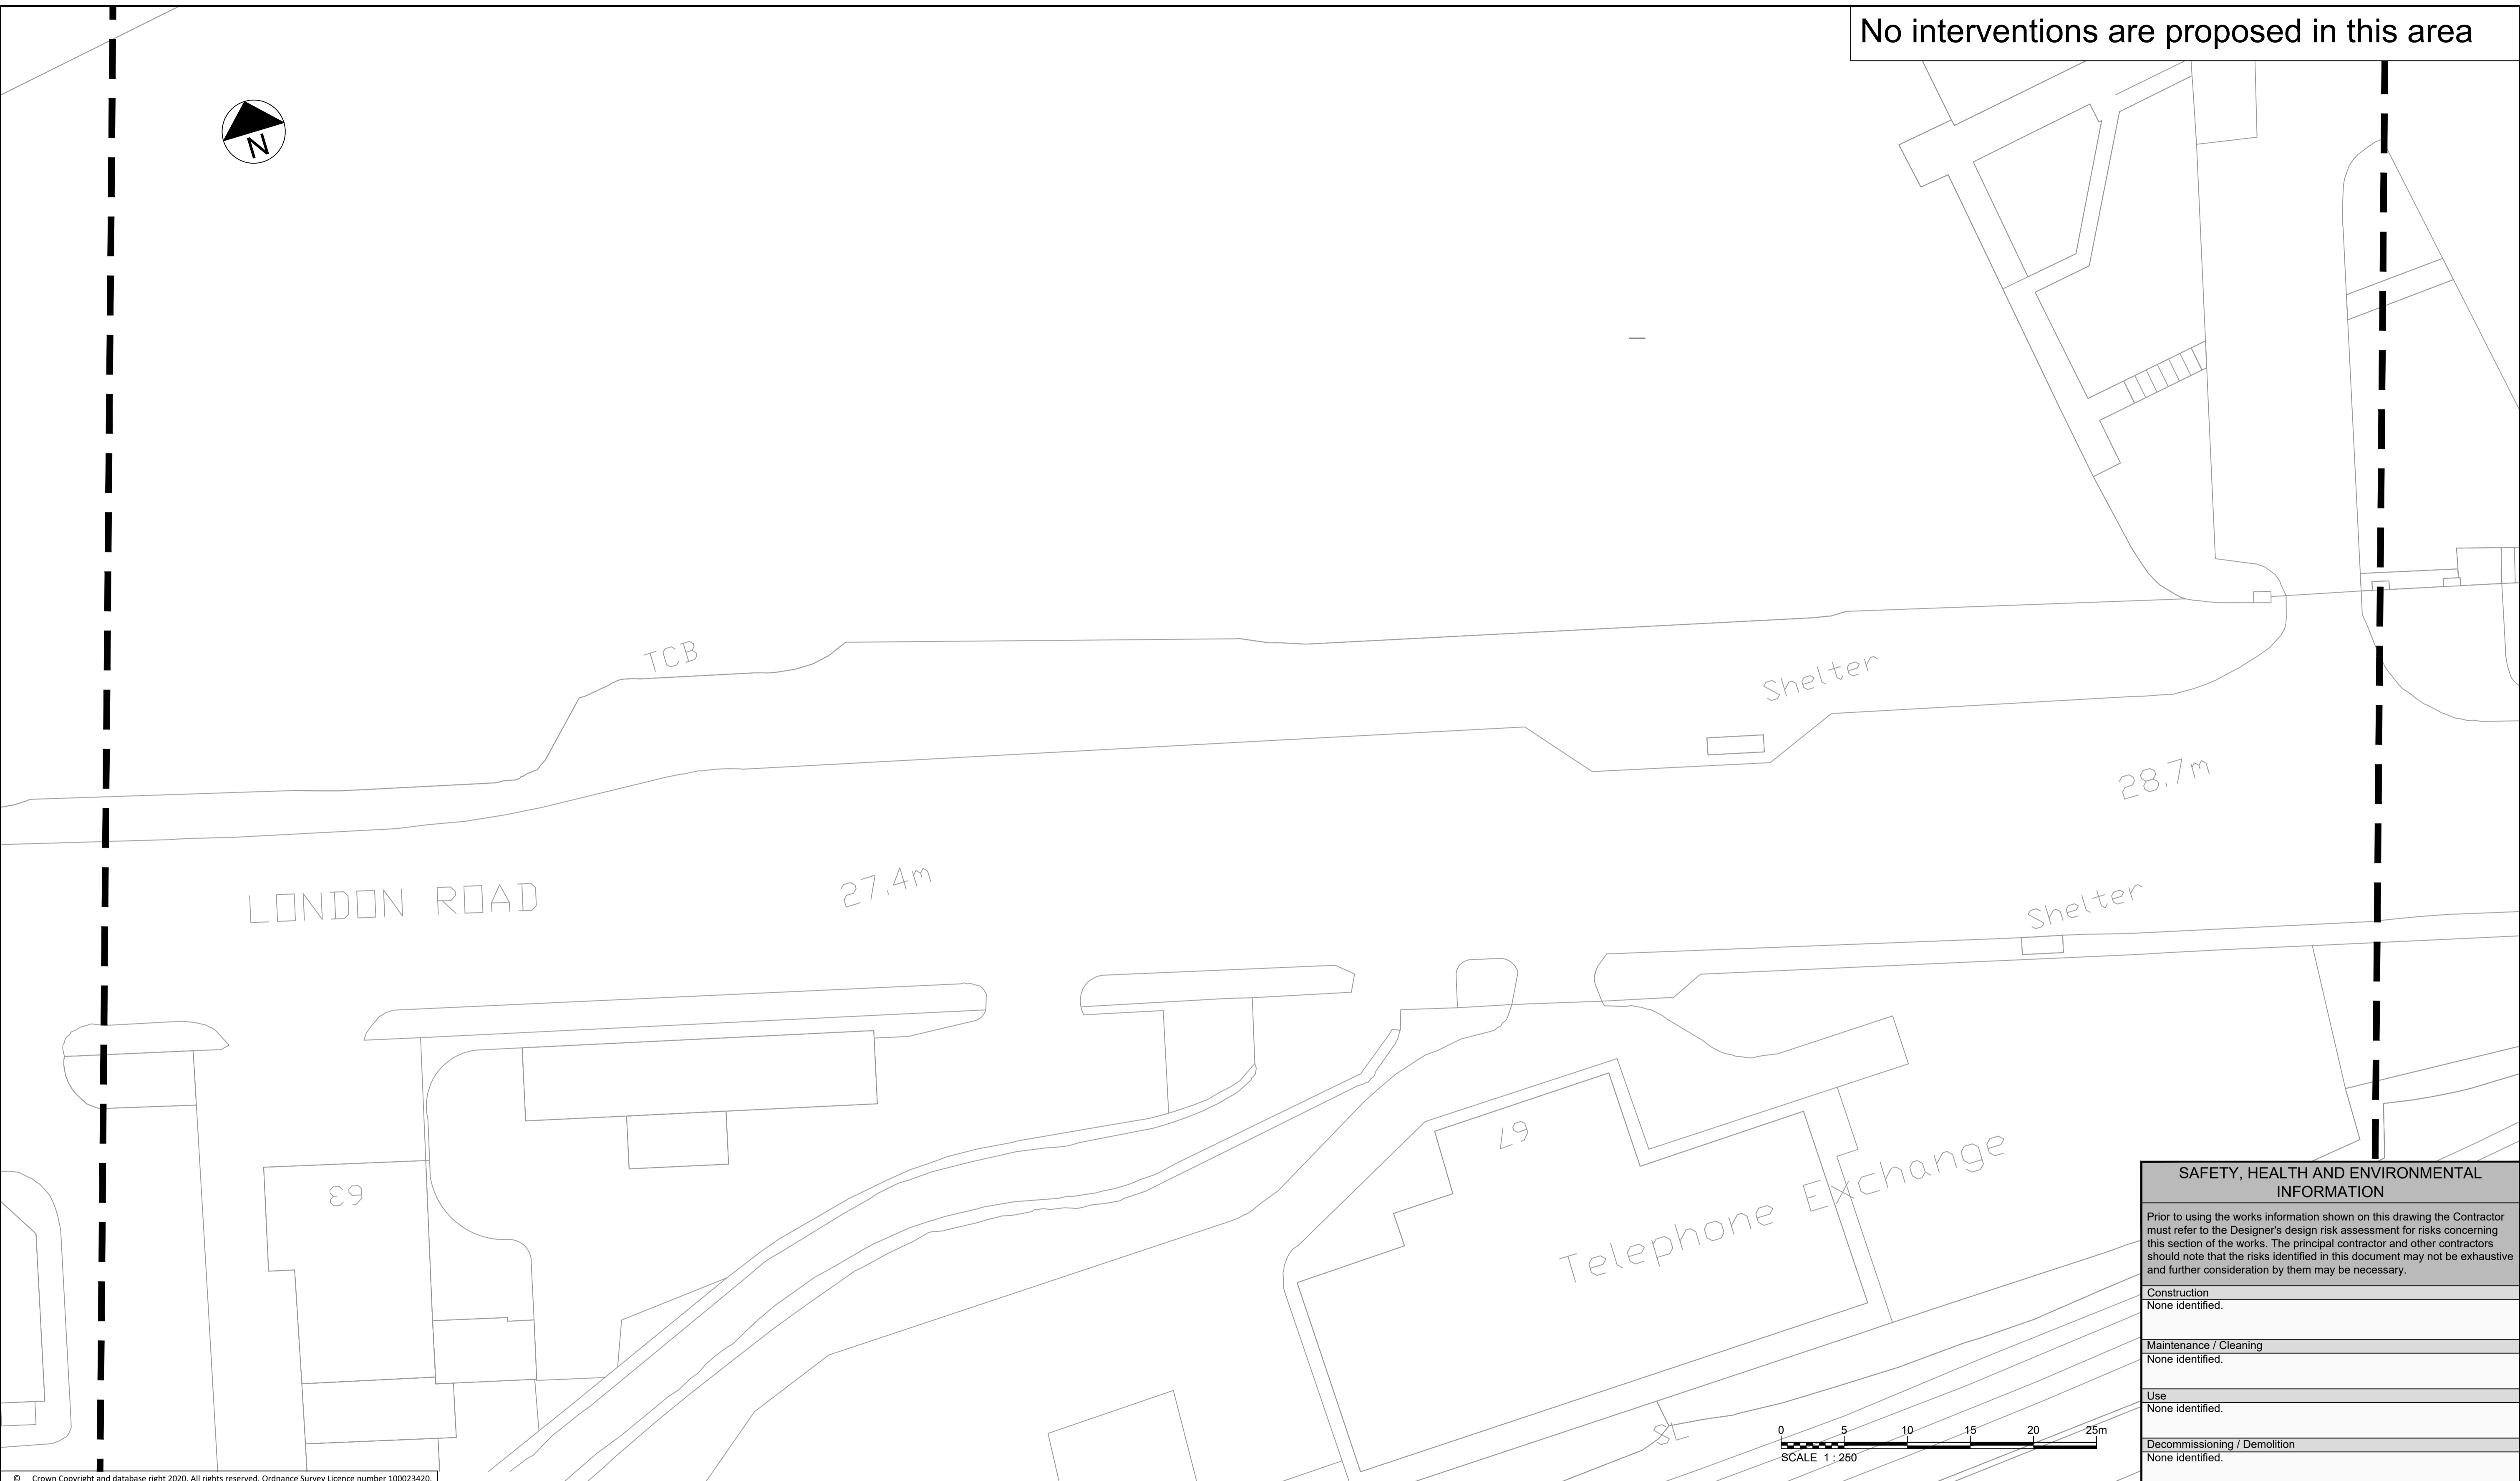 No interventions are proposed in this area
N
TCB
Shelter
28.7m
27.4m
LONDON ROAD
Shelter
67
Telephone Exchange
63
SL
0 5 10 15 20 25m
SCALE 1 : 250
SAFETY, HEALTH AND ENVIRONMENTAL
INFORMATION
Prior to using the works information shown on this drawing the Contractor
must refer to the Designer's design risk assessment for risks concerning
this section of the works. The principal contractor and other contractors
should note that the risks identified in this document may not be exhaustive
and further consideration by them may be necessary.
Construction
None identified.
Maintenance / Cleaning
None identified.
Use
None identified.
Decommissioning / Demolition
None identified.
© Crown Copyright and database right 2020. All rights reserved. Ordnance Survey Licence number 100023420.